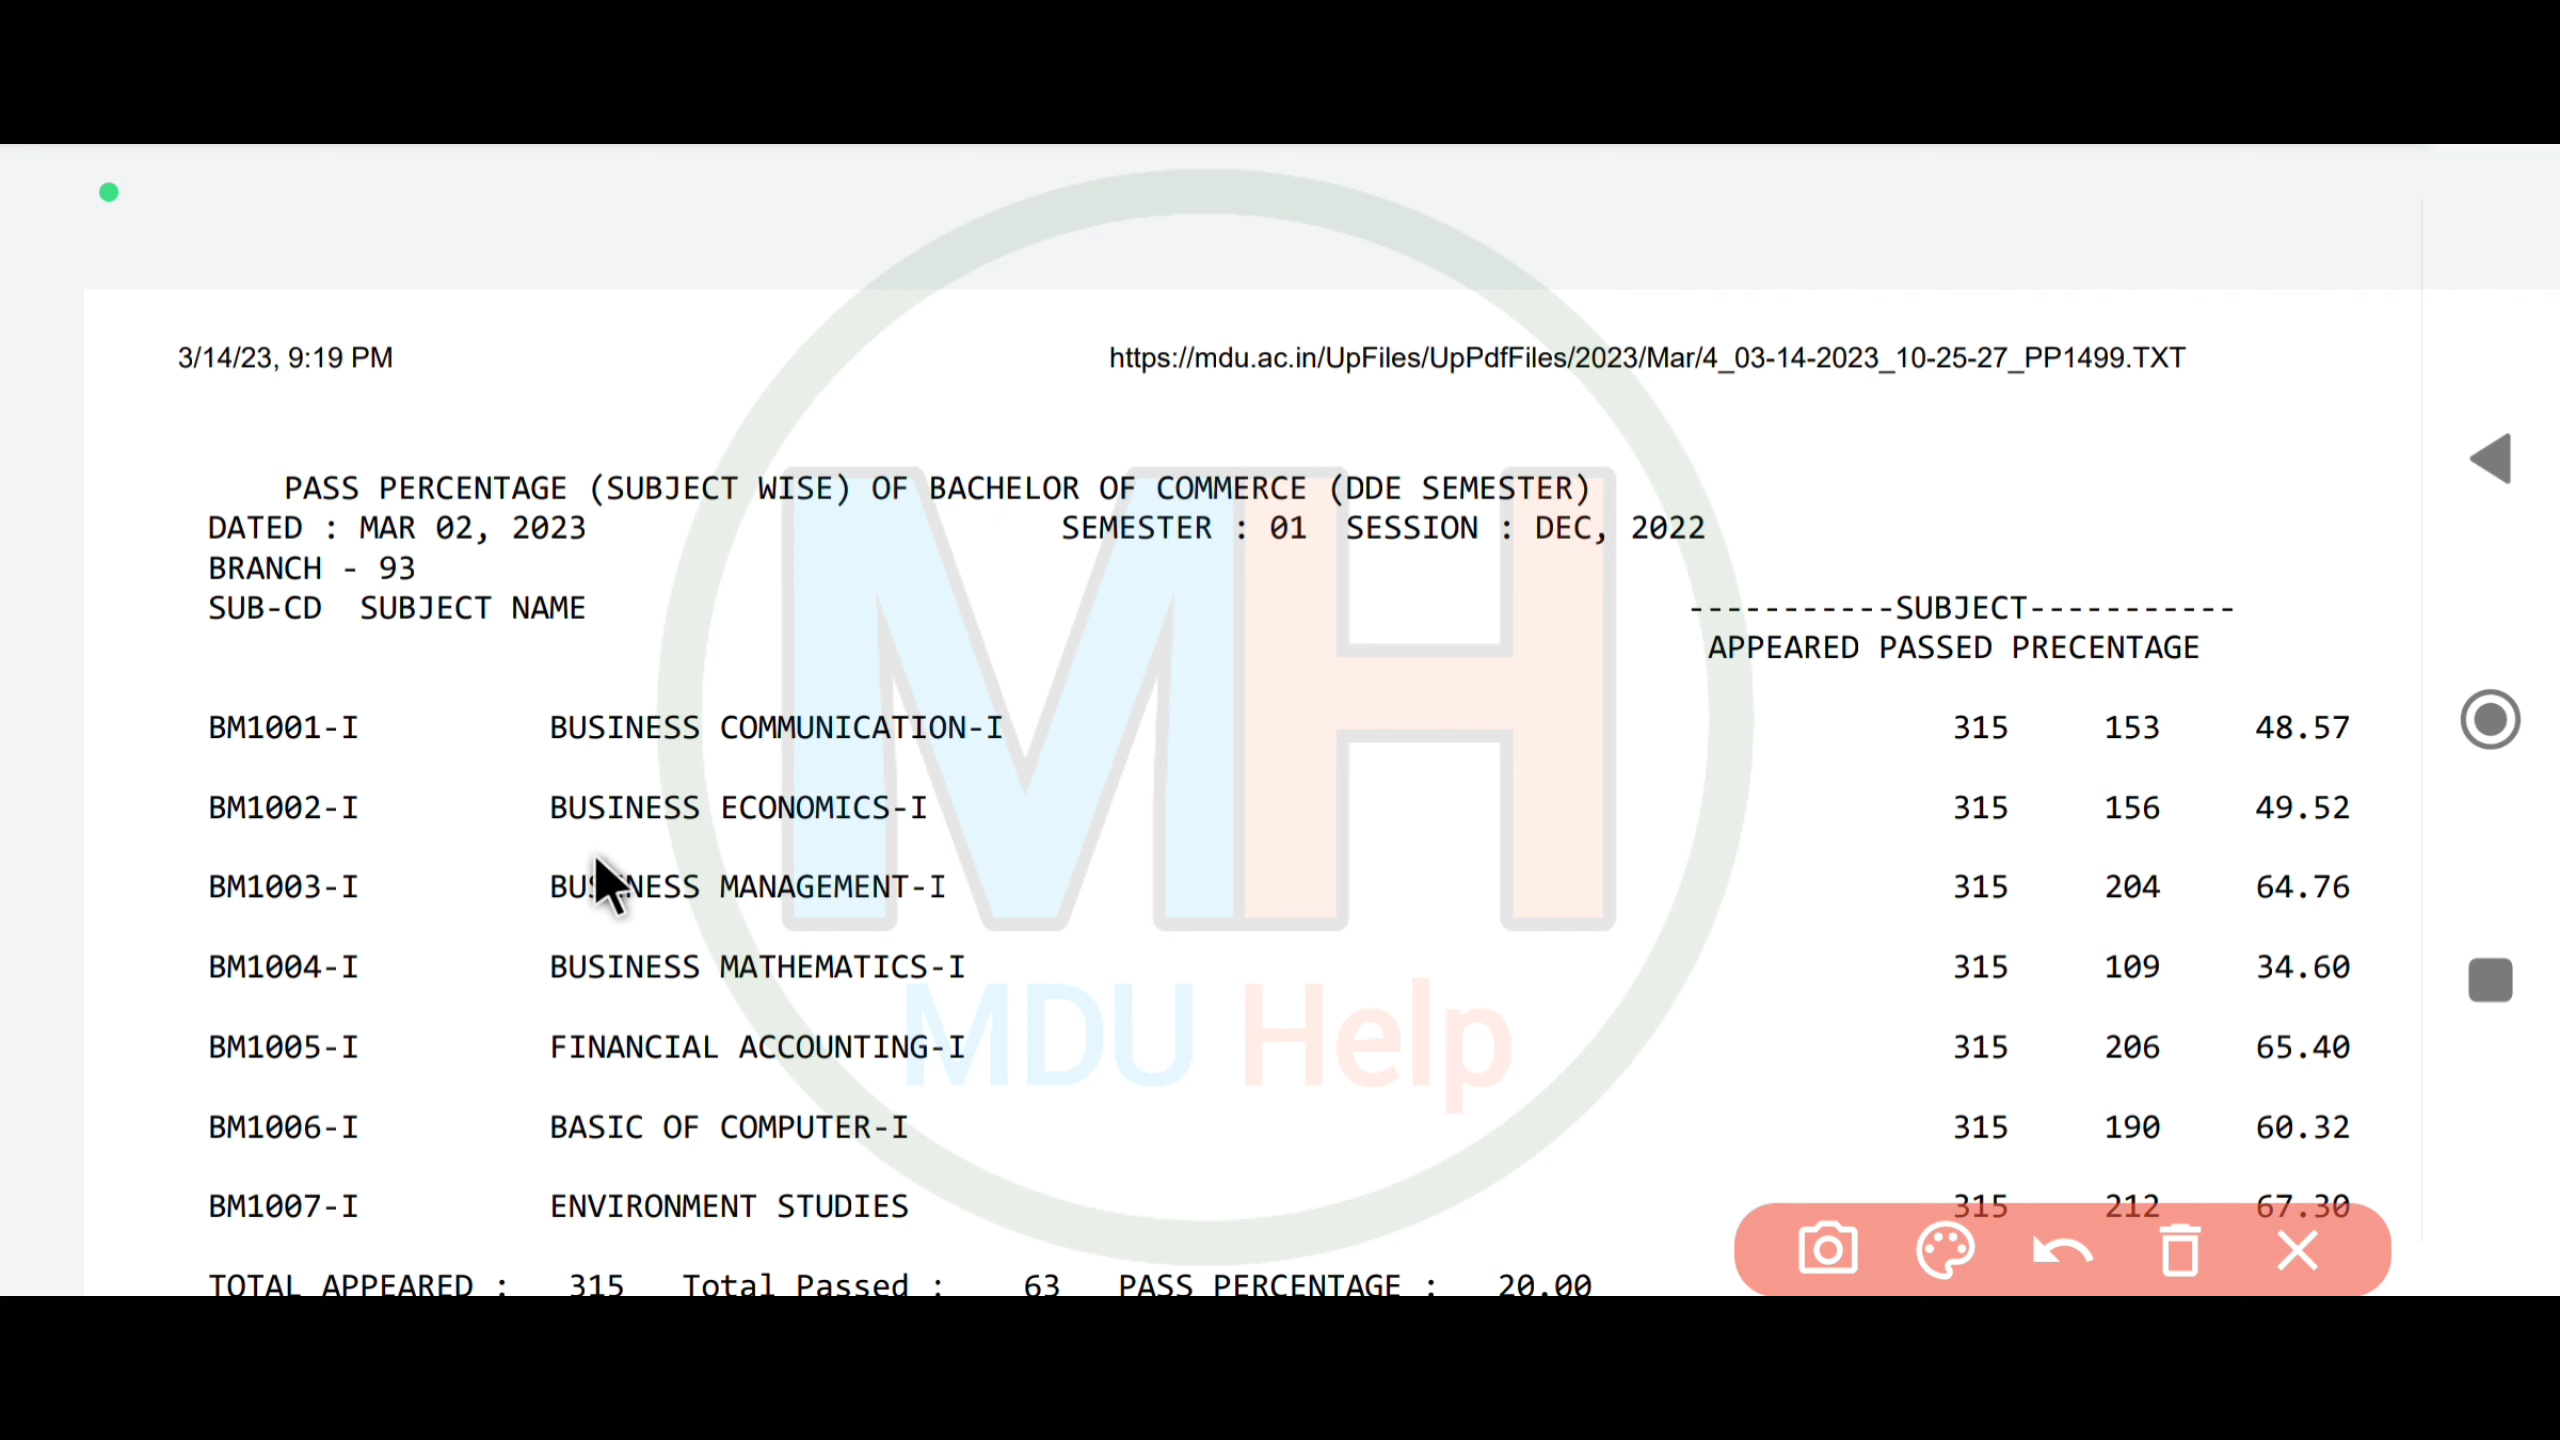 3/14/23, 9:19 PM https://mdu.ac.in/UpFiles/UpPdfFiles/2023/Mar/4_03-14-2023_10-25-27_PP1499.TXT
PASS PERCENTAGE (SUBJECT WISE) OF BACHELOR OF COMMERCE (DDE SEMESTER)
DATED : MAR 02, 2023 SEMESTER : 01 SESSION : DEC, 2022
BRANCH - 93
SUB-CD SUBJECT NAME -----------SUBJECT-----------
APPEARED PASSED PRECENTAGE
BM1001-I BUSINESS COMMUNICATION-I 315 153 48.57
BM1002-I BUSINESS ECONOMICS-I 315 156 49.52
BM1003-I BUSINESS MANAGEMENT-I 315 204 64.76
BM1004-I BUSINESS MATHEMATICS-I 315 109 34.60
BM1005-I FINANCIAL ACCOUNTING-I 315 206 65.40
BM1006-I BASIC OF COMPUTER-I 315 190 60.32
BM1007-I ENVIRONMENT STUDIES 315 212 67.30
TOTAL APPEARED : 315 Total Passed : 63 PASS PERCENTAGE : 20.00
MH
MDU Help